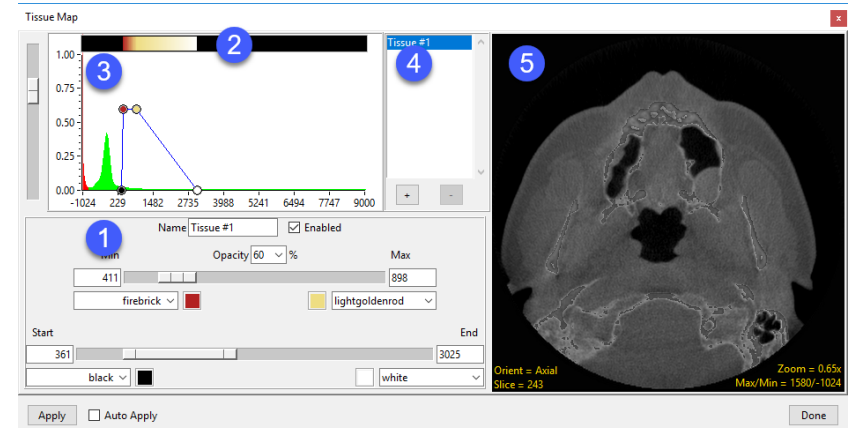 Tissue Map
x
2
1.00
3
0.75
0.50
0.25
0.00
-1024 229 1482 2735 3988 5241 6494 7747 9000
Tissue #1
4
+ -
5
Orient = Axial
Slice = 243
Zoom = 0.65x
Max/Min = 1580/-1024
1
Name Tissue #1 Enabled
Min Opacity 60 % Max
411 898
firebrick lightgoldenrod
Start End
361 3025
black white
Apply Auto Apply Done